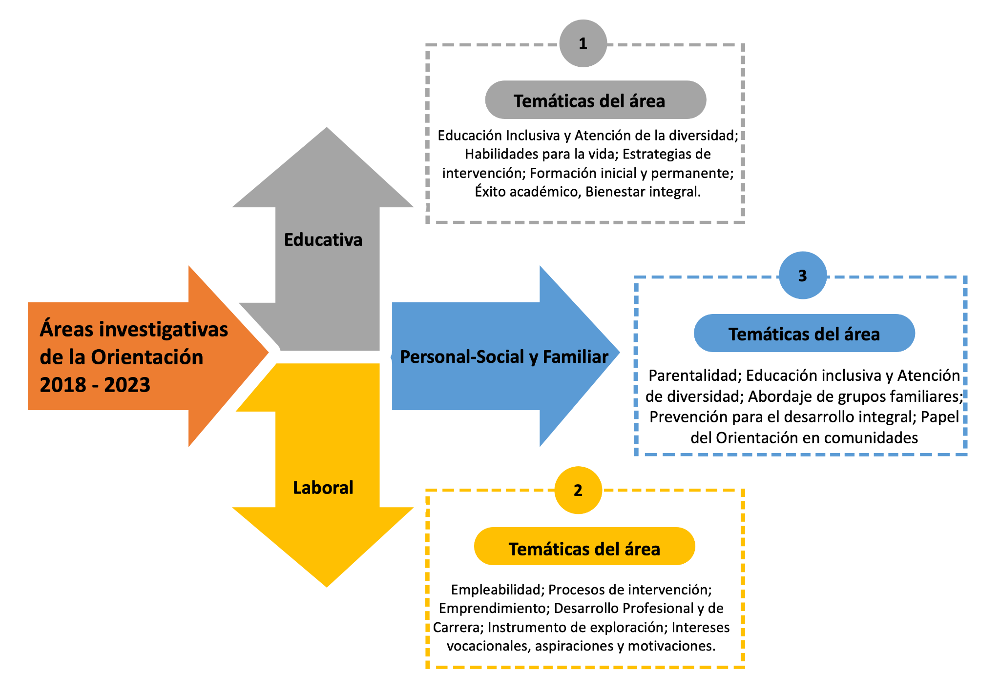 Áreas investigativas
de la Orientación
2018 - 2023
Educativa
1
Temáticas del área
Educación Inclusiva y Atención de la diversidad;
Habilidades para la vida; Estrategias de
intervención; Formación inicial y permanente;
Éxito académico, Bienestar integral.
Personal-Social y Familiar
3
Temáticas del área
Parentalidad; Educación inclusiva y Atención
de diversidad; Abordaje de grupos familiares;
Prevención para el desarrollo integral; Papel
del Orientación en comunidades
Laboral
2
Temáticas del área
Empleabilidad; Procesos de intervención;
Emprendimiento; Desarrollo Profesional y de
Carrera; Instrumento de exploración; Intereses
vocacionales, aspiraciones y motivaciones.